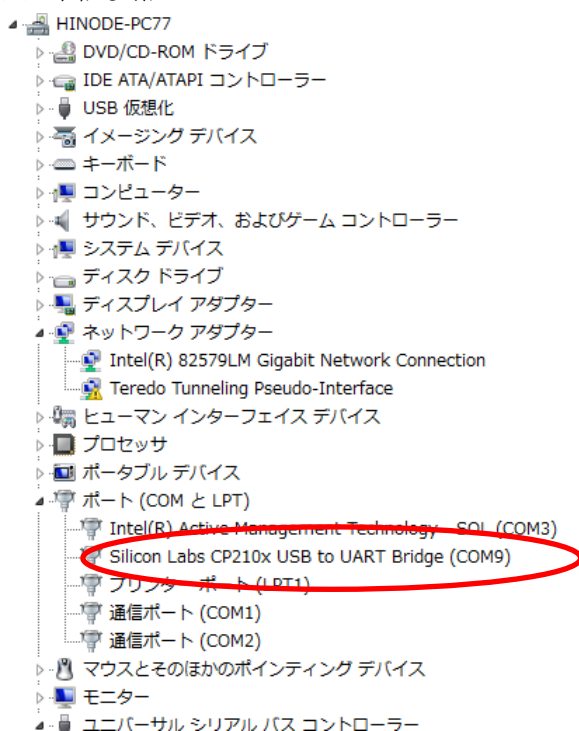 HINODE-PC77
DVD/CD-ROM ドライブ
IDE ATA/ATAPI コントローラー
USB 仮想化
イメージング デバイス
キーボード
コンピューター
サウンド、ビデオ、およびゲーム コントローラー
システム デバイス
ディスク ドライブ
ディスプレイ アダプター
ネットワーク アダプター
Intel(R) 82579LM Gigabit Network Connection
Teredo Tunneling Pseudo-Interface
ヒューマン インターフェイス デバイス
プロセッサ
ポータブル デバイス
ポート (COM と LPT)
Intel(R) Active Management Technology - SOL (COM3)
Silicon Labs CP210x USB to UART Bridge (COM9)
プリンター ポート (LPT1)
通信ポート (COM1)
通信ポート (COM2)
マウスとそのほかのポインティング デバイス
モニター
ユニバーサル シリアル バス コントローラー